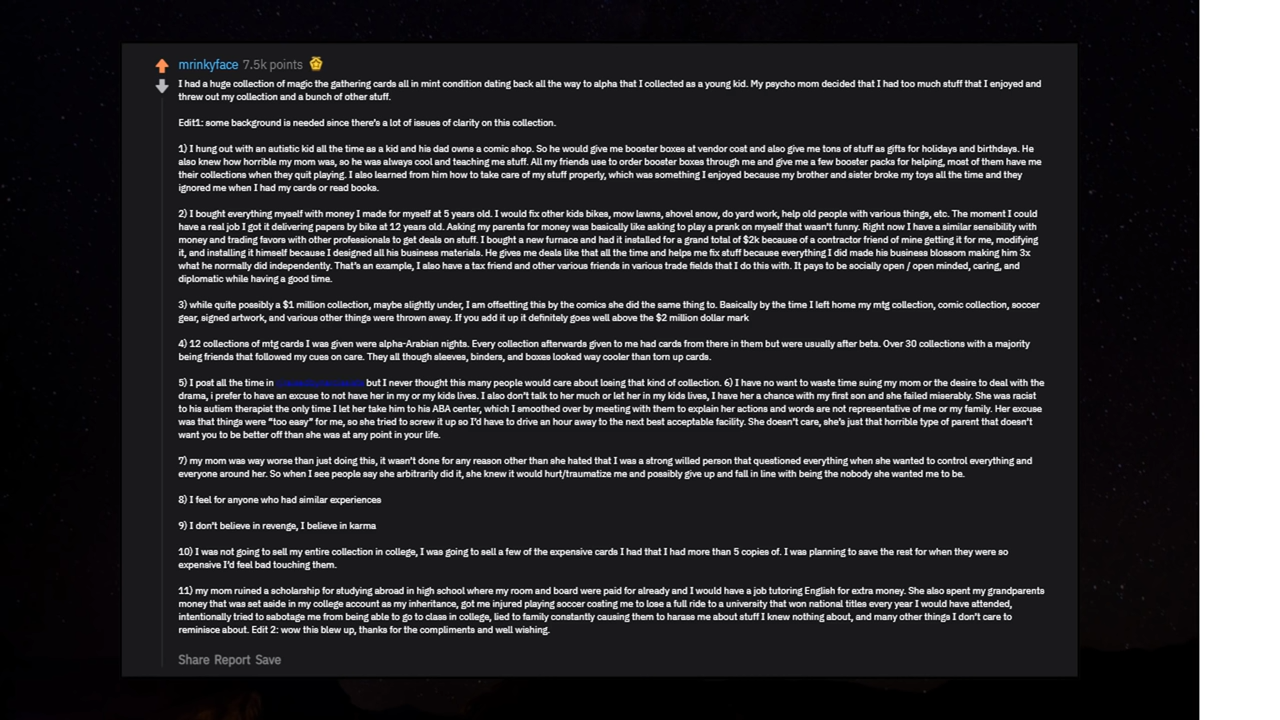 mrinkyface 7.5k points
I had a huge collection of magic the gathering cards all in mint condition dating back all the way to alpha that I collected as a young kid. My psycho mom decided that I had too much stuff that I enjoyed and
threw out my collection and a bunch of other stuff.
Edit1: some background is needed since there's a lot of issues of clarity on this collection.
1) I hung out with an autistic kid all the time as a kid and his dad owns a comic shop. So he would give me booster boxes at vendor cost and also give me tons of stuff as gifts for holidays and birthdays. He
also knew how horrible my mom was, so he was always cool and teaching me stuff. All my friends use to order booster boxes through me and give me a few booster packs for helping, most of them have me
their collections when they quit playing. I also learned from him how to take care of my stuff properly, which was something I enjoyed because my brother and sister broke my toys all the time and they
ignored me when I had my cards or read books.
2) I bought everything myself with money I made for myself at 5 years old. I would fix other kids bikes, mow lawns, shovel snow, do yard work, help old people with various things, etc. The moment I could
have a real job I got it delivering papers by bike at 12 years old. Asking my parents for money was basically like asking to play a prank on myself that wasn't funny. Right now I have a similar sensibility with
money and trading favors with other professionals to get deals on stuff. I bought a new furnace and had it installed for a grand total of $2k because of a contractor friend of mine getting it for me, modifying
it, and installing it himself because I designed all his business materials. He gives me deals like that all the time and helps me fix stuff because everything I did made his business blossom making him 3x
what he normally did independently. That's an example, I also have a tax friend and other various friends in various trade fields that I do this with. It pays to be socially open / open minded, caring, and
diplomatic while having a good time.
3) while quite possibly a $1 million collection, maybe slightly under, I am offsetting this by the comics she did the same thing to. Basically by the time I left home my mtg collection, comic collection, soccer
gear, signed artwork, and various other things were thrown away. If you add it up it definitely goes well above the $2 million dollar mark
4) 12 collections of mtg cards I was given were alpha-Arabian nights. Every collection afterwards given to me had cards from there in them but were usually after beta. Over 30 collections with a majority
being friends that followed my cues on care. They all though sleeves, binders, and boxes looked way cooler than torn up cards.
5) I post all the time in but I never thought this many people would care about losing that kind of collection. 6) I have no want to waste time suing my mom or the desire to deal with the
drama, i prefer to have an excuse to not have her in my or my kids lives. I also don't talk to her much or let her in my kids lives, I have her a chance with my first son and she failed miserably. She was racist
to his autism therapist the only time I let her take him to his ABA center, which I smoothed over by meeting with them to explain her actions and words are not representative of me or my family. Her excuse
was that things were "too easy" for me, so she tried to screw it up so I'd have to drive an hour away to the next best acceptable facility. She doesn't care, she's just that horrible type of parent that doesn't
want you to be better off than she was at any point in your life.
7) my mom was way worse than just doing this, it wasn't done for any reason other than she hated that I was a strong willed person that questioned everything when she wanted to control everything and
everyone around her. So when I see people say she arbitrarily did it, she knew it would hurt/traumatize me and possibly give up and fall in line with being the nobody she wanted me to be.
8) I feel for anyone who had similar experiences
9) I don't believe in revenge, I believe in karma
10) I was not going to sell my entire collection in college, I was going to sell a few of the expensive cards I had that I had more than 5 copies of. I was planning to save the rest for when they were so
expensive I'd feel bad touching them.
11) my mom ruined a scholarship for studying abroad in high school where my room and board were paid for already and I would have a job tutoring English for extra money. She also spent my grandparents
money that was set aside in my college account as my inheritance, got me injured playing soccer costing me to lose a full ride to a university that won national titles every year I would have attended,
intentionally tried to sabotage me from being able to go to class in college, lied to family constantly causing them to harass me about stuff I knew nothing about, and many other things I don't care to
reminisce about. Edit 2: wow this blew up, thanks for the compliments and well wishing.
Share Report Save